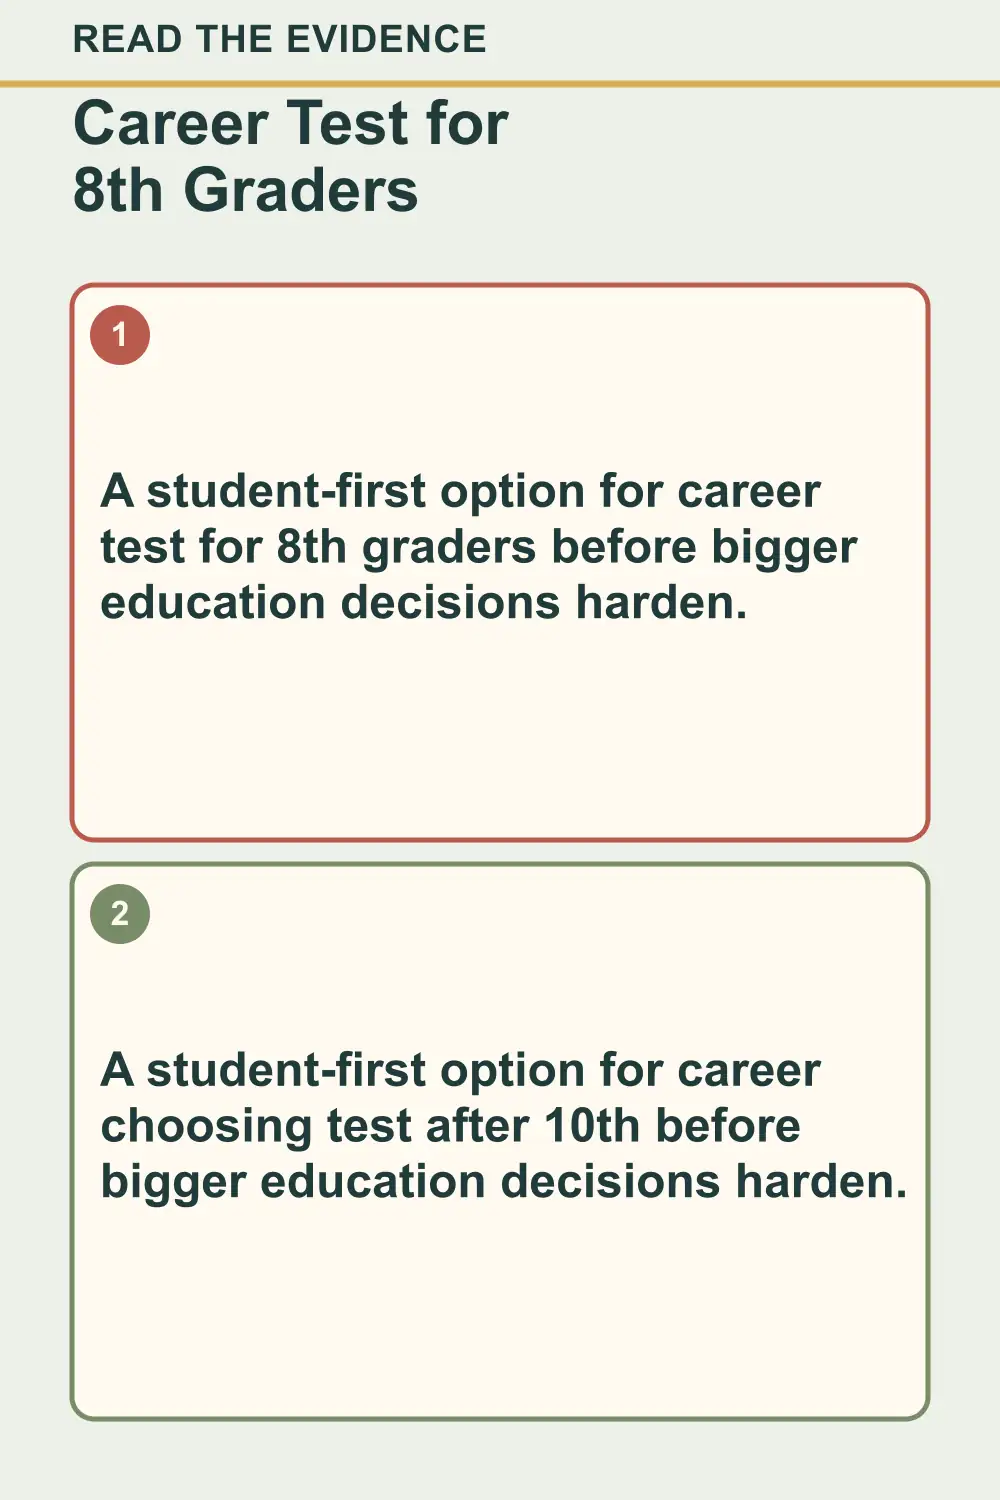 READ THE EVIDENCE
Career Test for
8th Graders
1
A student-first option for career
test for 8th graders before bigger
education decisions harden.
2
A student-first option for career
choosing test after 10th before
bigger education decisions harden.